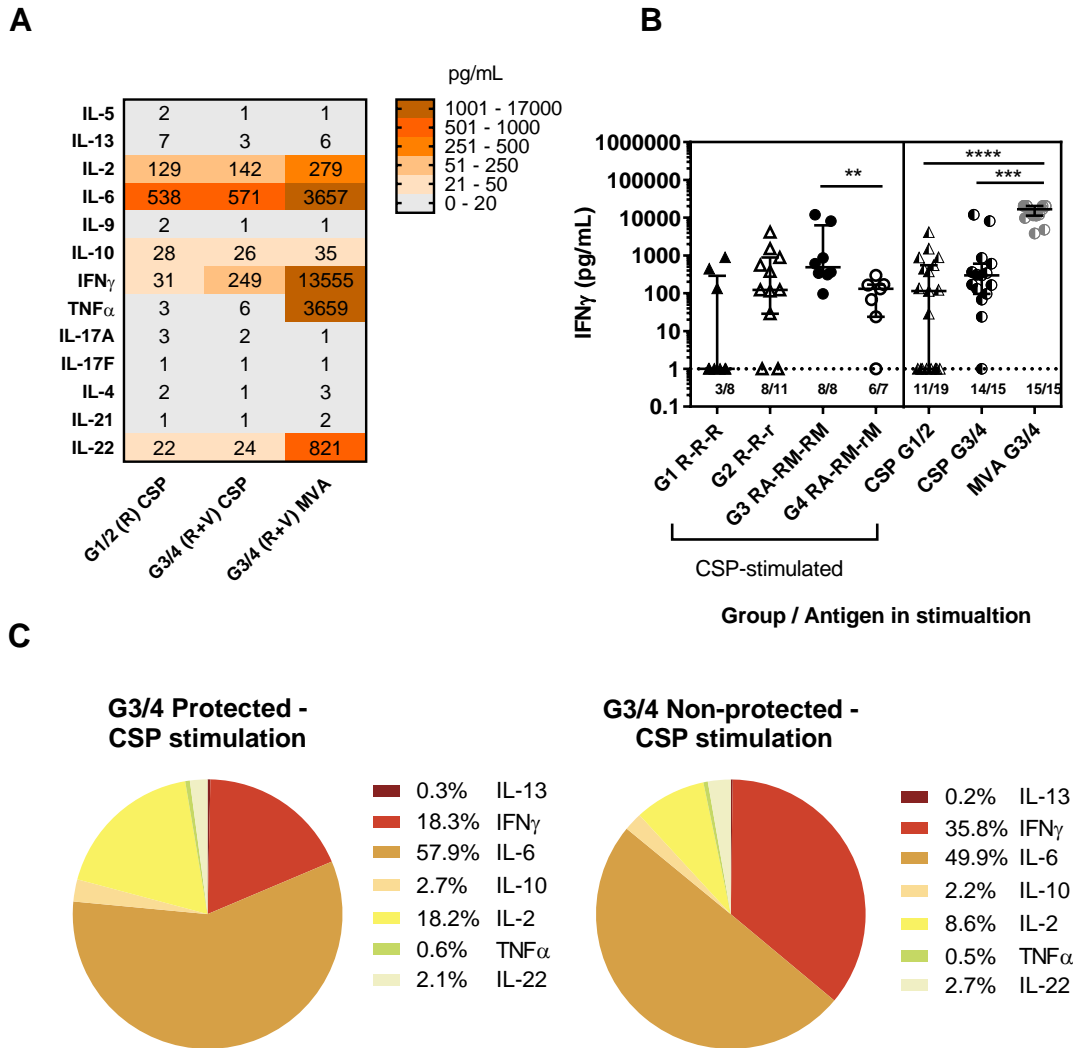 A
pg/mL
1001 - 17000
501 - 1000
251 - 500
51 - 250
21 - 50
0 - 20
IL-5 2 1 1
IL-13 7 3 6
IL-2 129 142 279
IL-6 538 571 3657
IL-9 2 1 1
IL-10 28 26 35
IFNγ 31 249 13555
TNFα 3 6 3659
IL-17A 3 2 1
IL-17F 1 1 1
IL-4 2 1 3
IL-21 1 1 2
IL-22 22 24 821
G1/2 (R) CSP
G3/4 (R+V) CSP
G3/4 (R+V) MVA
B
IFNγ (pg/mL)
1000000
100000
10000
1000
100
10
1
0.1
**
****
***
3/8 8/11 8/8 6/7 11/19 14/15 15/15
G1 R-R-R
G2 R-R-r
G3 RA-RM-RM
G4 RA-RM-rM
CSP G1/2
CSP G3/4
MVA G3/4
CSP-stimulated
Group / Antigen in stimualtion
C
G3/4 Protected -
CSP stimulation
0.3% IL-13
18.3% IFNγ
57.9% IL-6
2.7% IL-10
18.2% IL-2
0.6% TNFα
2.1% IL-22
G3/4 Non-protected -
CSP stimulation
0.2% IL-13
35.8% IFNγ
49.9% IL-6
2.2% IL-10
8.6% IL-2
0.5% TNFα
2.7% IL-22